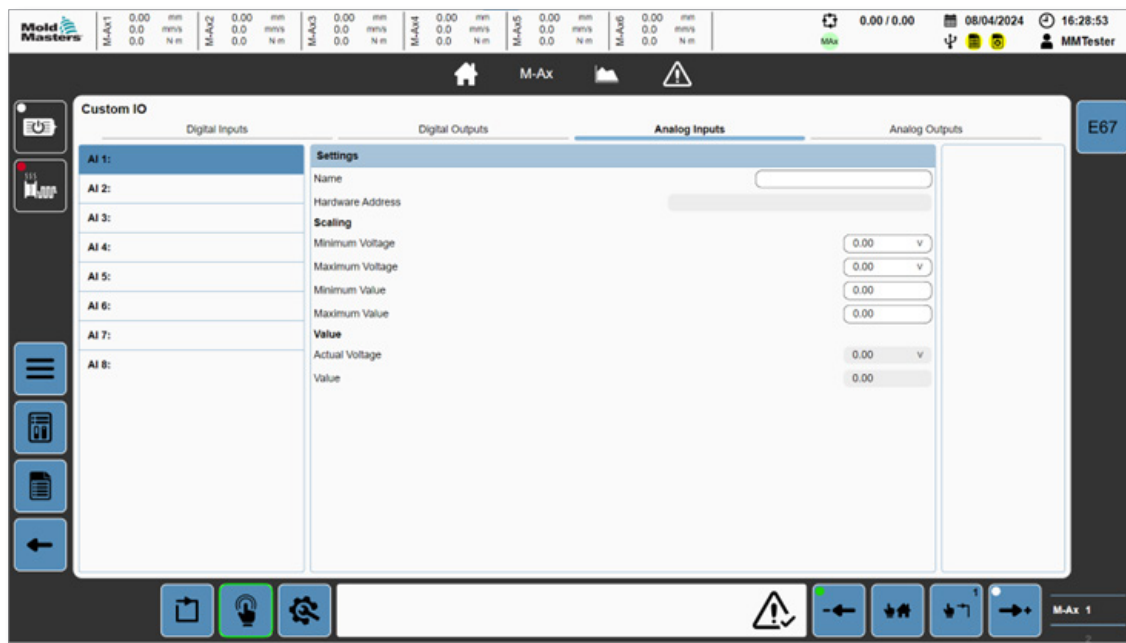 Mold
Masters
M-Ax1 0.00 mm
0.0 mm/s
0.0 N·m
M-Ax2 0.00 mm
0.0 mm/s
0.0 N·m
M-Ax3 0.00 mm
0.0 mm/s
0.0 N·m
M-Ax4 0.00 mm
0.0 mm/s
0.0 N·m
M-Ax5 0.00 mm
0.0 mm/s
0.0 N·m
M-Ax6 0.00 mm
0.0 mm/s
0.0 N·m
MAx
0.00 / 0.00
08/04/2024
16:28:53
MMTester
M-Ax
Custom IO
Digital Inputs
Digital Outputs
Analog Inputs
Analog Outputs
E67
AI 1:
AI 2:
AI 3:
AI 4:
AI 5:
AI 6:
AI 7:
AI 8:
Settings
Name
Hardware Address
Scaling
Minimum Voltage 0.00 V
Maximum Voltage 0.00 V
Minimum Value 0.00
Maximum Value 0.00
Value
Actual Voltage 0.00 V
Value 0.00
1
M-Ax 1
2